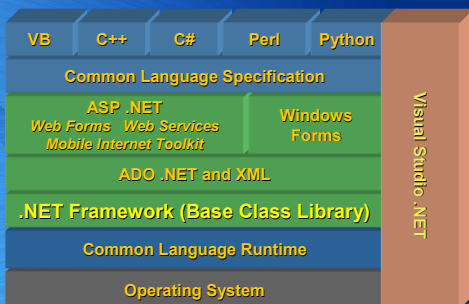 VB C++ C# Perl Python
Common Language Specification
ASP .NET
Web Forms Web Services
Mobile Internet Toolkit
Windows
Forms
ADO .NET and XML
.NET Framework (Base Class Library)
Common Language Runtime
Operating System
Visual Studio .NET